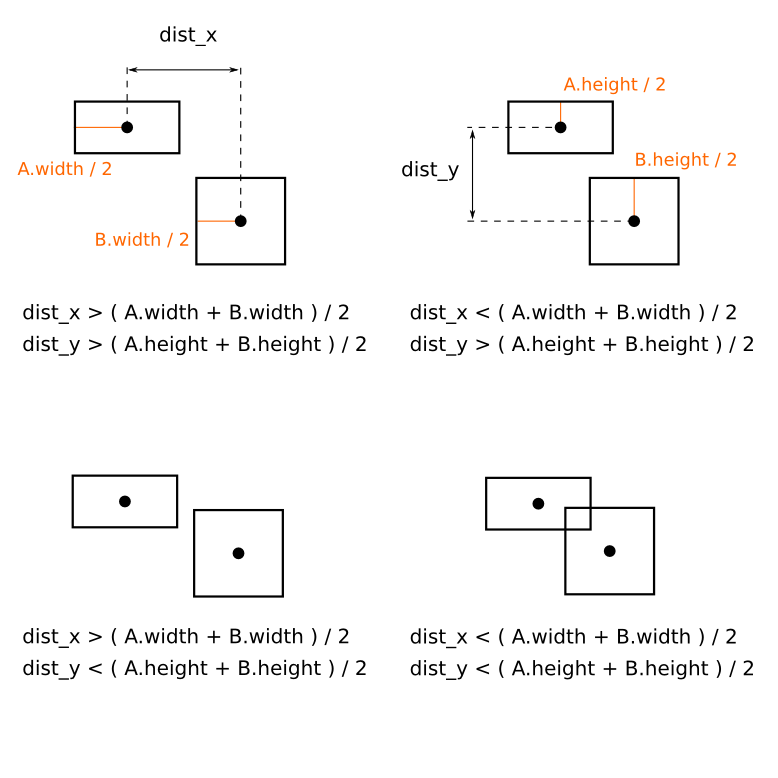 dist_x
A.width / 2
B.width / 2
dist_x > ( A.width + B.width ) / 2
dist_y > ( A.height + B.height ) / 2
A.height / 2
B.height / 2
dist_y
dist_x < ( A.width + B.width ) / 2
dist_y > ( A.height + B.height ) / 2
dist_x > ( A.width + B.width ) / 2
dist_y < ( A.height + B.height ) / 2
dist_x < ( A.width + B.width ) / 2
dist_y < ( A.height + B.height ) / 2